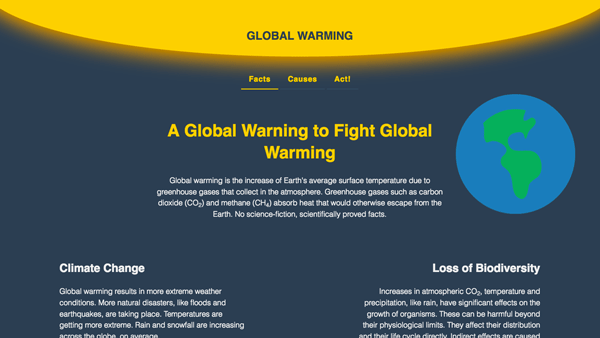 GLOBAL WARMING
Facts Causes Act!
A Global Warning to Fight Global
Warming
Global warming is the increase of Earth's average surface temperature due to
greenhouse gases that collect in the atmosphere. Greenhouse gases such as carbon
dioxide (CO₂) and methane (CH₄) absorb heat that would otherwise escape from the
Earth. No science-fiction, scientifically proved facts.
Climate Change
Global warming results in more extreme weather
conditions. More natural disasters, like floods and
earthquakes, are taking place. Temperatures are
getting more extreme. Rain and snowfall are increasing
across the globe, on average.
Loss of Biodiversity
Increases in atmospheric CO₂, temperature and
precipitation, like rain, have significant effects on the
growth of organisms. These can be harmful beyond
their physiological limits. They affect their distribution
and their life cycle directly. Indirect effects are caused